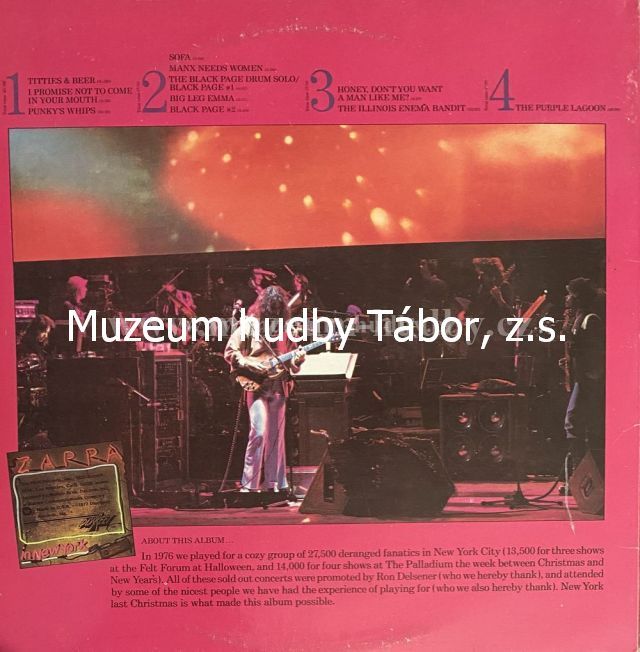 1
TITTIES & BEER
I PROMISE NOT TO COME
IN YOUR MOUTH
PUNKY'S WHIPS
2
SOFA
MANX NEEDS WOMEN
THE BLACK PAGE DRUM SOLO/
BLACK PAGE #1
BIG LEG EMMA
BLACK PAGE #2
3
HONEY, DON'T YOU WANT
A MAN LIKE ME?
THE ILLINOIS ENEMA BANDIT
4
THE PURPLE LAGOON
Muzeum hudby Tábor, z.s.
ZAPPA
in New York
ABOUT THIS ALBUM...
In 1976 we played for a cozy group of 27,500 deranged fanatics in New York City (13,500 for three shows
at the Felt Forum at Halloween, and 14,000 for four shows at The Palladium the week between Christmas and
New Year's). All of these sold out concerts were promoted by Ron Delsener (who we hereby thank), and attended
by some of the nicest people we have had the experience of playing for (who we also hereby thank). New York
last Christmas is what made this album possible.